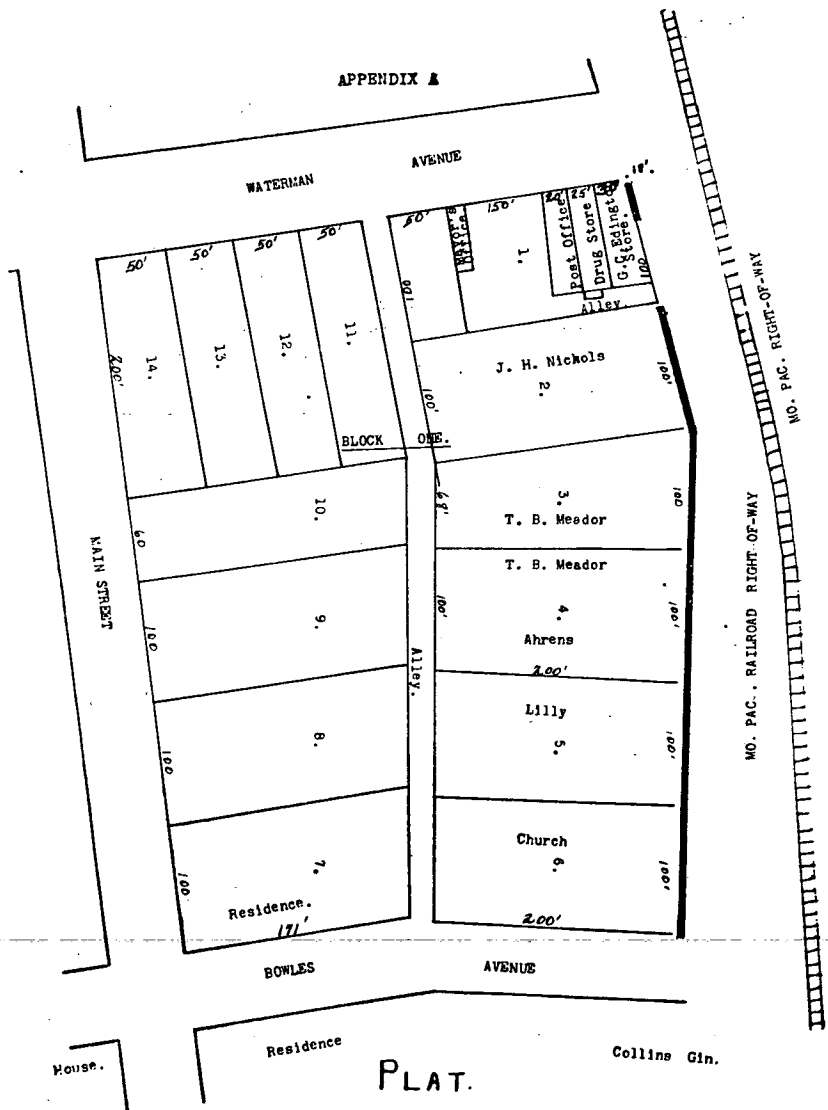 APPENDIX A
WATERMAN AVENUE
18'.
50' 50' 50' 50'
50' 150' 20' 25'
Mayor's Office.
1.
Post Office
Drug Store
G.C. Edington Store.
100
100
Alley.
200'
14.
13.
12.
11.
J. H. Nichols
2.
100'
100'
BLOCK ONE.
MO. PAC. RIGHT-OF-WAY
10.
60
68'
3.
T. B. Meador
100
MAIN STREET
T. B. Meador
4.
Ahrens
200'
100'
100'
9.
100
Alley.
MO. PAC., RAILROAD RIGHT-OF-WAY
Lilly
5.
100'
8.
100
Church
6.
100'
200'
7.
100
Residence.
171'
BOWLES AVENUE
House.
Residence
Collins Gin.
PLAT.